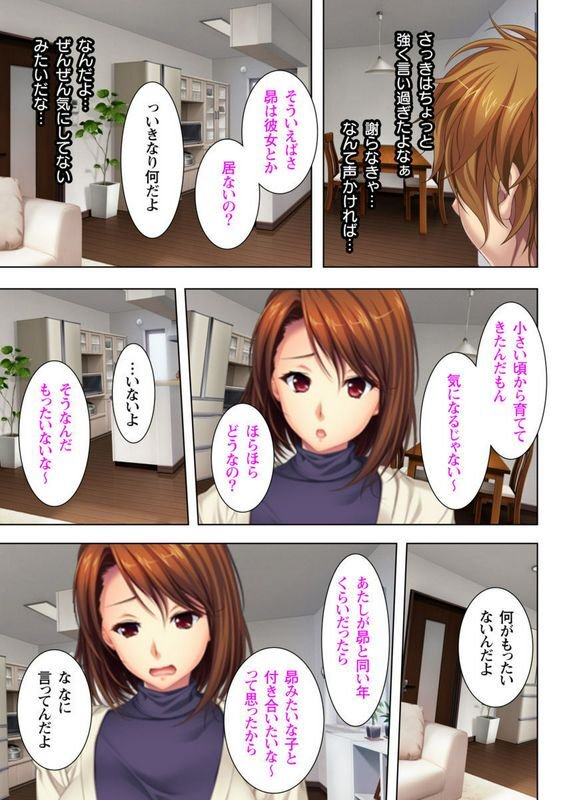 さっきはちょっと
強く言い過ぎたよなぁ
謝らなきゃ…
なんて声かければ…
そういえばさ
昴は彼女とか
居ないの？
っいきなり何だよ
なんだよ…
ぜんぜん気にしてない
みたいだな…
小さい頃から育てて
きたんだもん
気になるじゃない～
ほらほら
どうなの？
…いないよ
そうなんだ
もったいないな～
何がもったい
ないんだよ
あたしが昴と同い年
くらいだったら
昴みたいな子と
付き合いたいな～
って思ったから
な なに
言ってんだよ